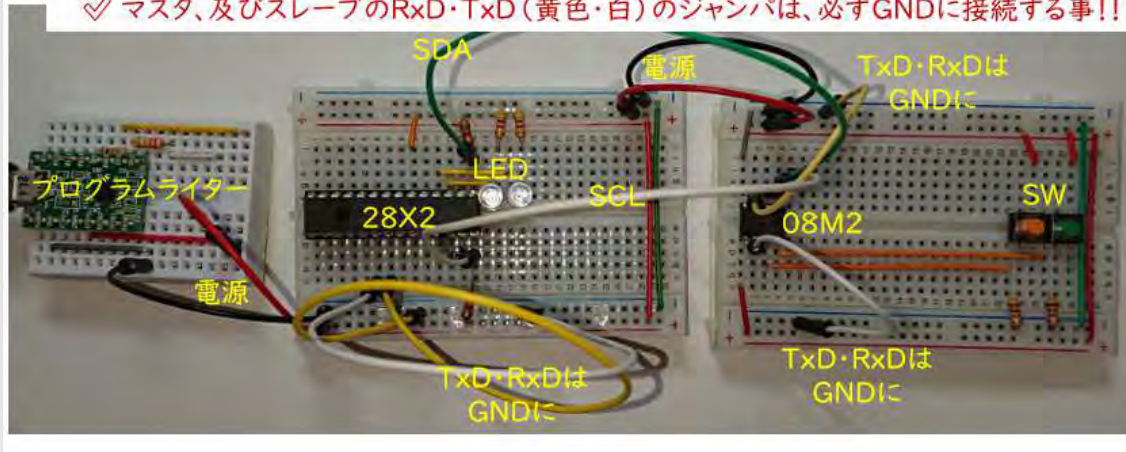 ✓ マスタ、及びスレーブのRxD・TxD(黄色・白)のジャンパは、必ずGNDに接続する事!!
SDA
電源
TxD・RxDは
GNDに
プログラムライター
LED
SCL
SW
28X2
08M2
電源
TxD・RxDは
GNDに
TxD・RxDは
GNDに